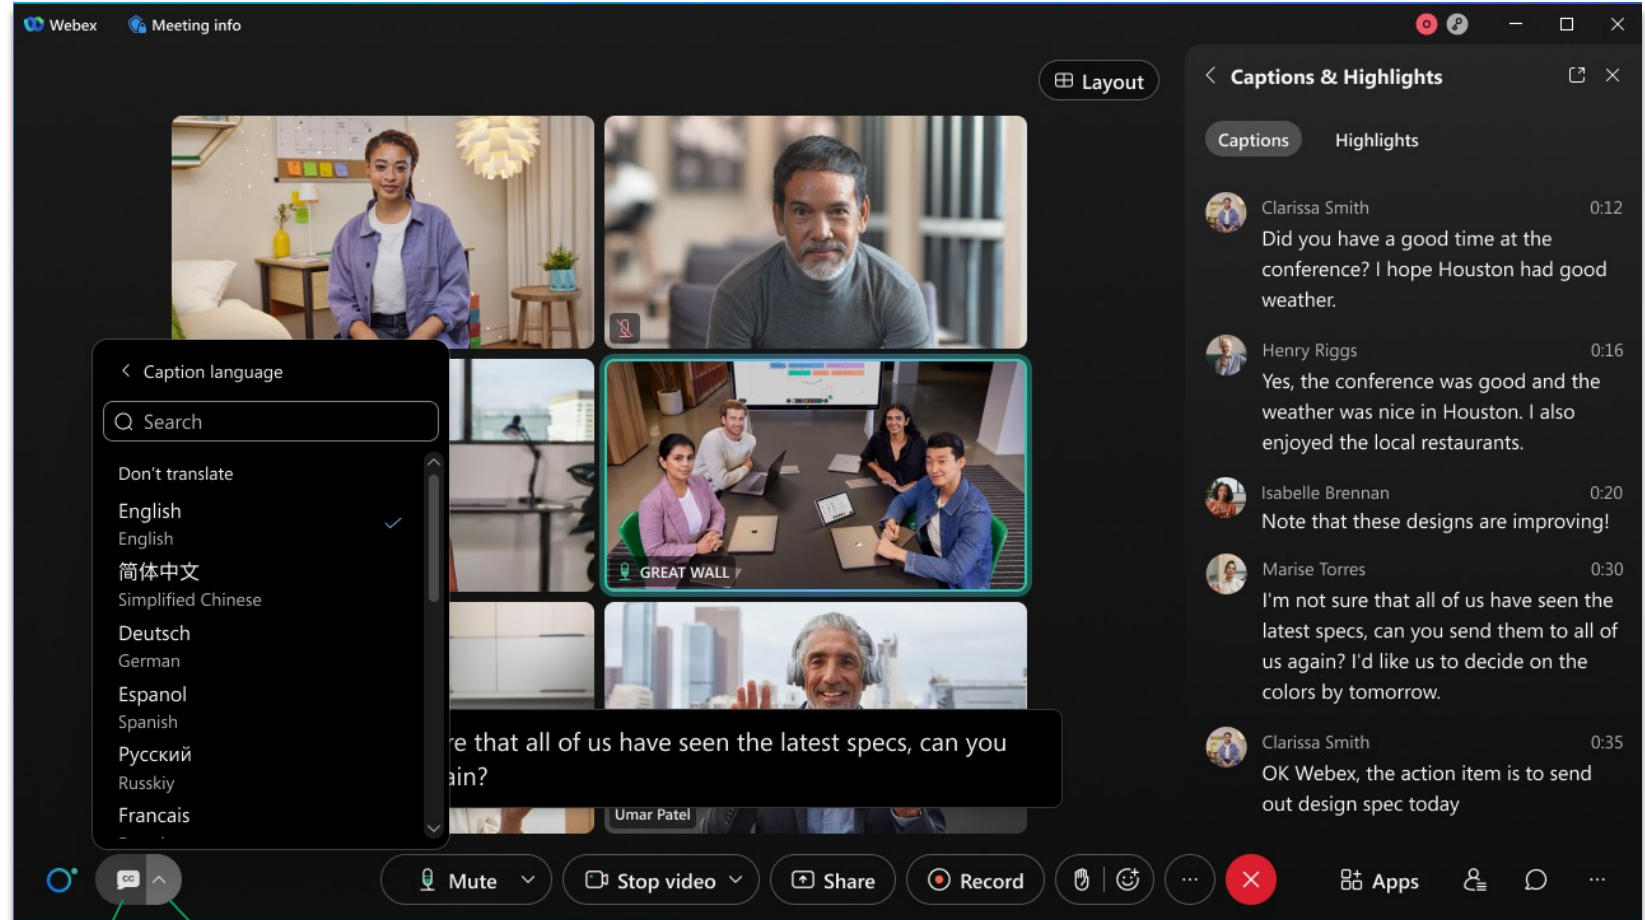 Webex
Meeting info
Layout
Captions & Highlights
Captions
Highlights
Clarissa Smith
0:12
Did you have a good time at the
conference? I hope Houston had good
weather.
Henry Riggs
0:16
Yes, the conference was good and the
weather was nice in Houston. I also
enjoyed the local restaurants.
Isabelle Brennan
0:20
Note that these designs are improving!
Marise Torres
0:30
I'm not sure that all of us have seen the
latest specs, can you send them to all of
us again? I'd like us to decide on the
colors by tomorrow.
Clarissa Smith
0:35
OK Webex, the action item is to send
out design spec today
Caption language
Search
Don't translate
English
English
简体中文
Simplified Chinese
Deutsch
German
Espanol
Spanish
Русский
Russkiy
Francais
GREAT WALL
re that all of us have seen the latest specs, can you
ain?
Umar Patel
CC
Mute
Stop video
Share
Record
Apps